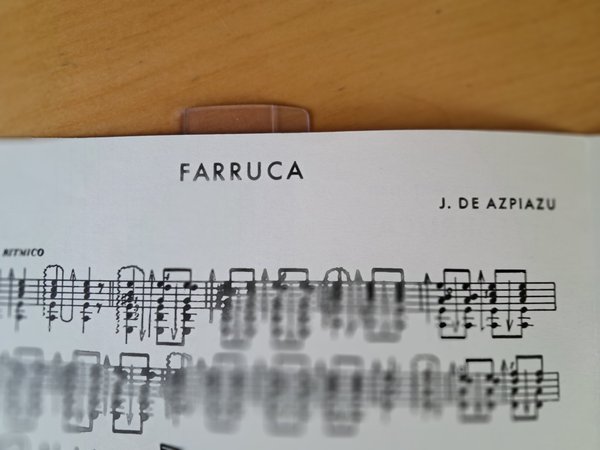 FARRUCA
J. DE AZPIAZU
RITMICO